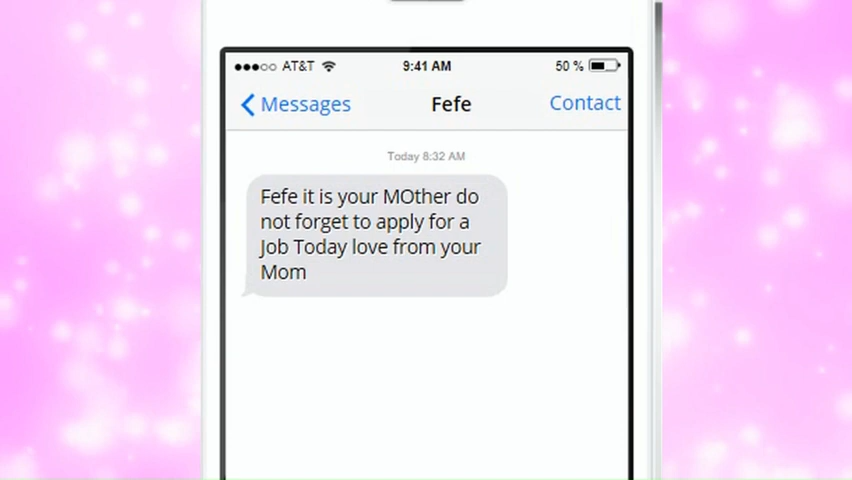 AT&T 9:41 AM 50 %
Messages Fefe Contact
Today 8:32 AM
Fefe it is your MOther do
not forget to apply for a
Job Today love from your
Mom